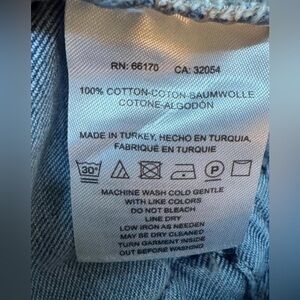 RN: 66170 CA: 32054
100% COTTON-COTON-BAUMWOLLE
COTONE-ALGODÓN
MADE IN TURKEY, HECHO EN TURQUIA,
FABRIQUÉ EN TURQUIE
30° P
MACHINE WASH COLD GENTLE
WITH LIKE COLORS
DO NOT BLEACH
LINE DRY
LOW IRON AS NEEDED
MAY BE DRY CLEANED
TURN GARMENT INSIDE
OUT BEFORE WASHING